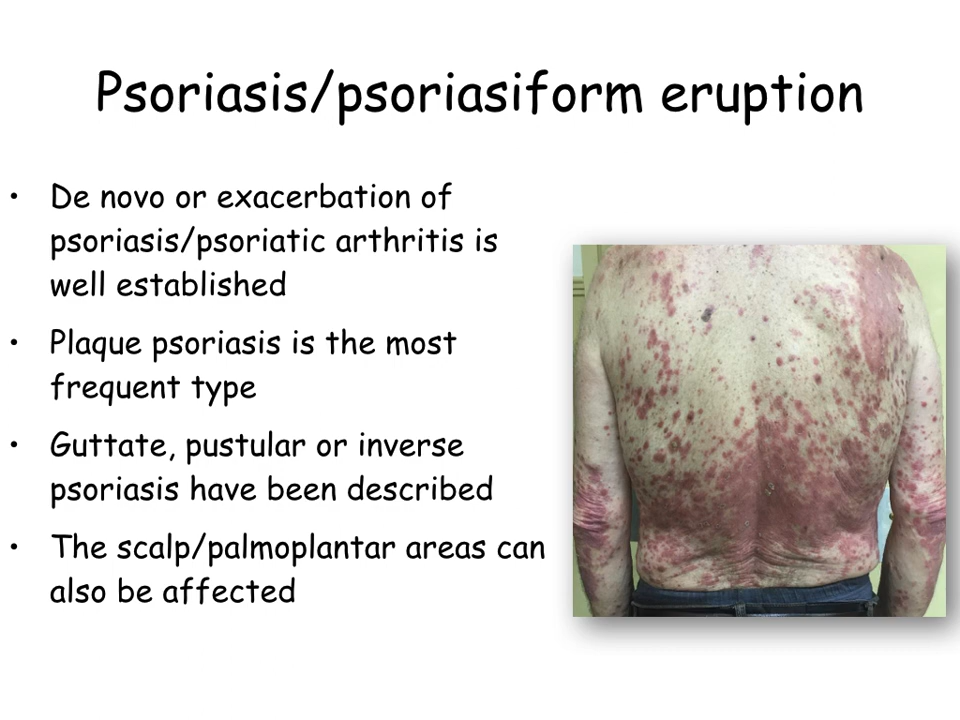 Psoriasis/psoriasiform eruption
• De novo or exacerbation of
psoriasis/psoriatic arthritis is
well established
• Plaque psoriasis is the most
frequent type
• Guttate, pustular or inverse
psoriasis have been described
• The scalp/palmoplantar areas can
also be affected